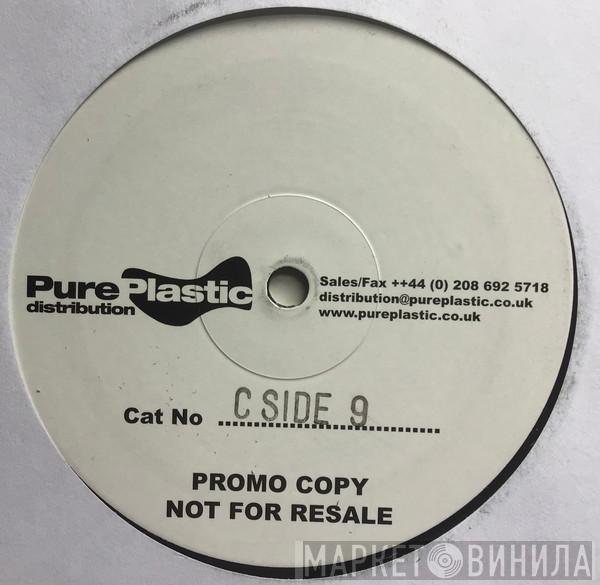 Pure Plastic
distribution
Sales/Fax ++44 (0) 208 692 5718
distribution@pureplastic.co.uk
www.pureplastic.co.uk
Cat No C SIDE 9
PROMO COPY
NOT FOR RESALE
МАРКЕТ ВИНИЛА